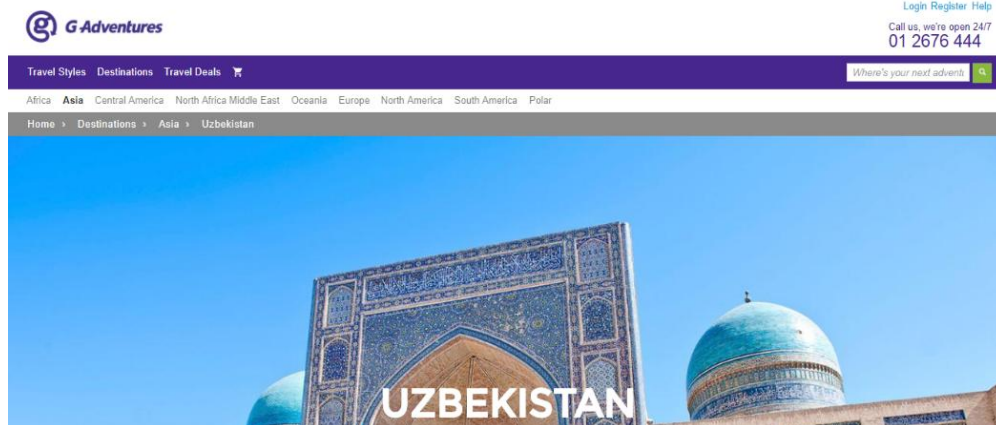 Login Register Help
G Adventures
Call us, we're open 24/7
01 2676 444
Travel Styles Destinations Travel Deals
Where's your next adventu
Africa Asia Central America North Africa Middle East Oceania Europe North America South America Polar
Home › Destinations › Asia › Uzbekistan
UZBEKISTAN